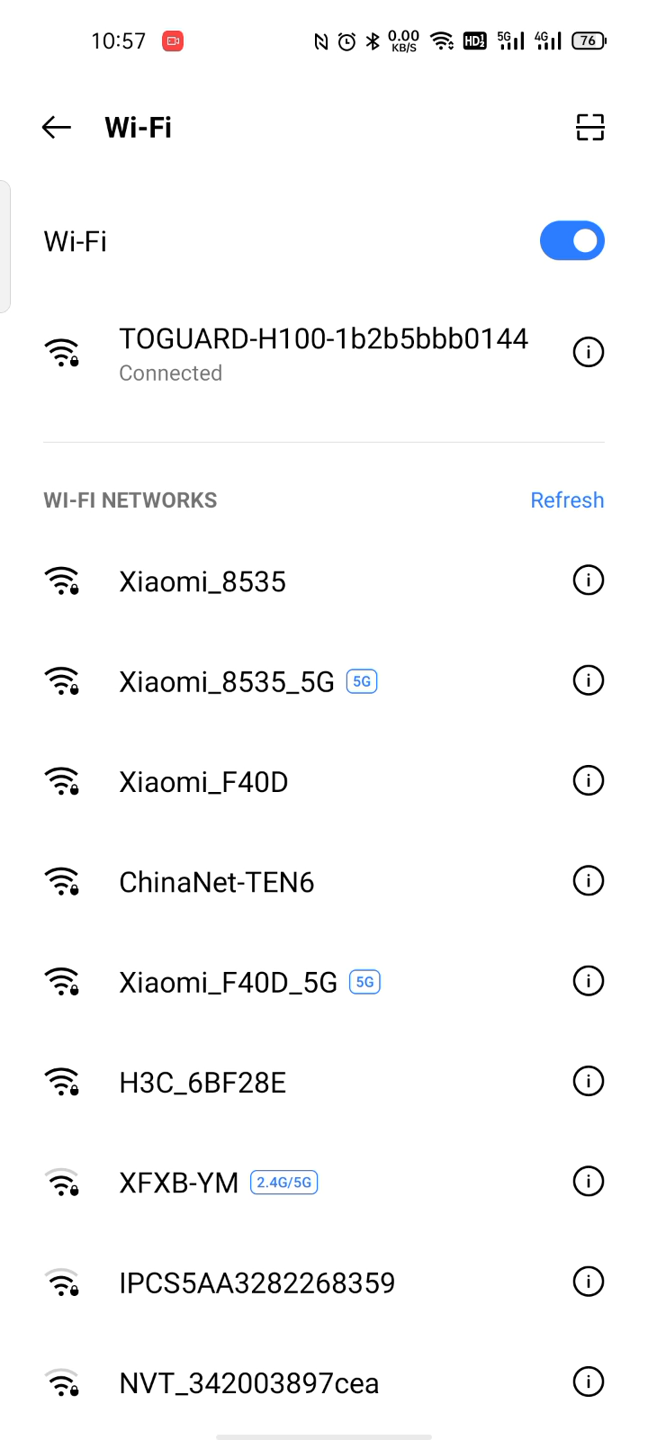 10:57 0.00 KB/S HD1 5G 4G 76
Wi-Fi
Wi-Fi
TOGUARD-H100-1b2b5bbb0144
Connected
WI-FI NETWORKS Refresh
Xiaomi_8535
Xiaomi_8535_5G 5G
Xiaomi_F40D
ChinaNet-TEN6
Xiaomi_F40D_5G 5G
H3C_6BF28E
XFXB-YM 2.4G/5G
IPCS5AA3282268359
NVT_342003897cea